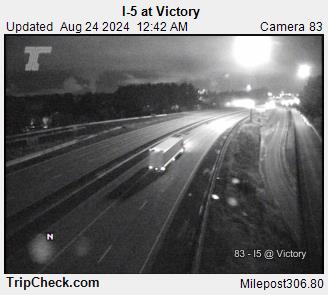 I-5 at Victory
Updated Aug 24 2024 12:42 AM Camera 83
T
N
83 - I5 @ Victory
TripCheck.com Milepost306.80